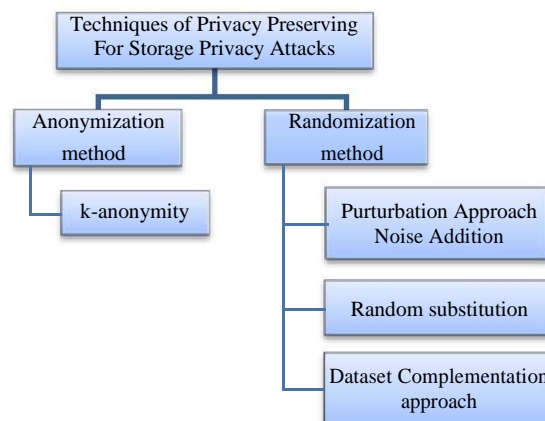 Techniques of Privacy Preserving
For Storage Privacy Attacks
Anonymization
method
Randomization
method
k-anonymity
Purturbation Approach
Noise Addition
Random substitution
Dataset Complementation
approach